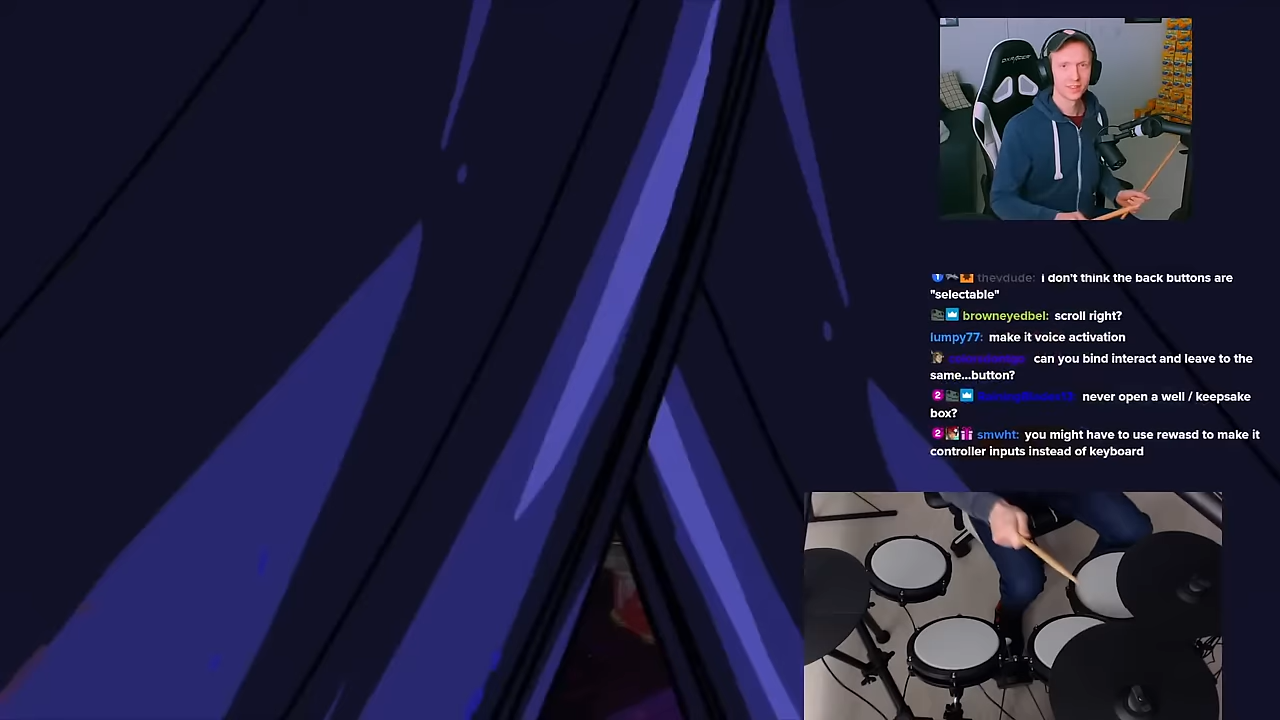 thevdude: i don't think the back buttons are
"selectable"
browneyedbel: scroll right?
lumpy77: make it voice activation
can you bind interact and leave to the
same...button?
never open a well / keepsake
box?
2 smwht: you might have to use rewasd to make it
controller inputs instead of keyboard